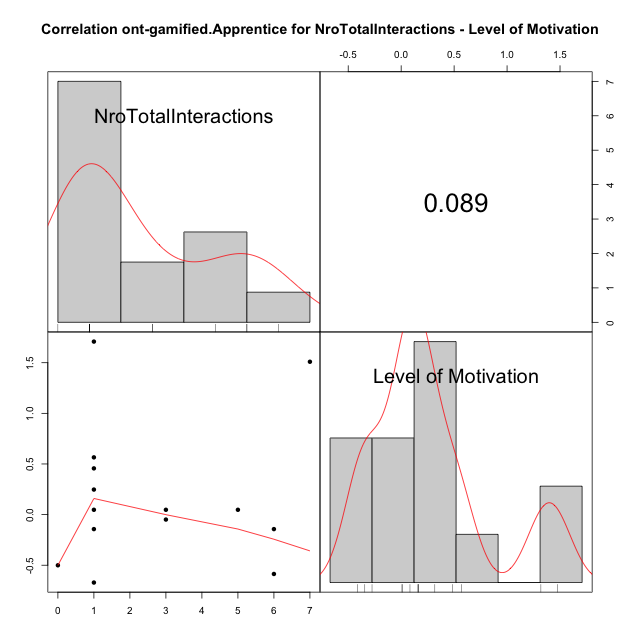 Correlation ont-gamified.Apprentice for NroTotalInteractions - Level of Motivation
-0.5 0.0 0.5 1.0 1.5
NroTotalInteractions
0.089
7
6
5
4
3
2
1
0
Level of Motivation
1.5
1.0
0.5
0.0
-0.5
0 1 2 3 4 5 6 7